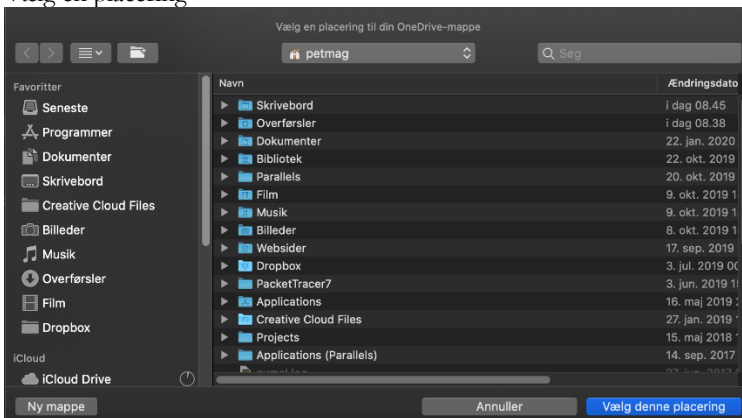 Vælg en placering
Vælg en placering til din OneDrive-mappe
petmag
Søg
Favoritter
Seneste
Programmer
Dokumenter
Skrivebord
Creative Cloud Files
Billeder
Musik
Overførsler
Film
Dropbox
iCloud
iCloud Drive
Navn Ændringsdato
Skrivebord i dag 08.45
Overførsler i dag 08.38
Dokumenter 22. jan. 2020
Bibliotek 22. okt. 2019
Parallels 20. okt. 2019
Film 9. okt. 2019 1
Musik 9. okt. 2019 1
Billeder 8. okt. 2019 1
Websider 17. sep. 2019
Dropbox 3. jul. 2019 00
PacketTracer7 3. jun. 2019 1
Applications 16. maj 2019
Creative Cloud Files 27. jan. 2019
Projects 15. maj 2018
Applications (Parallels) 14. sep. 2017
Ny mappe Annuller Vælg denne placering